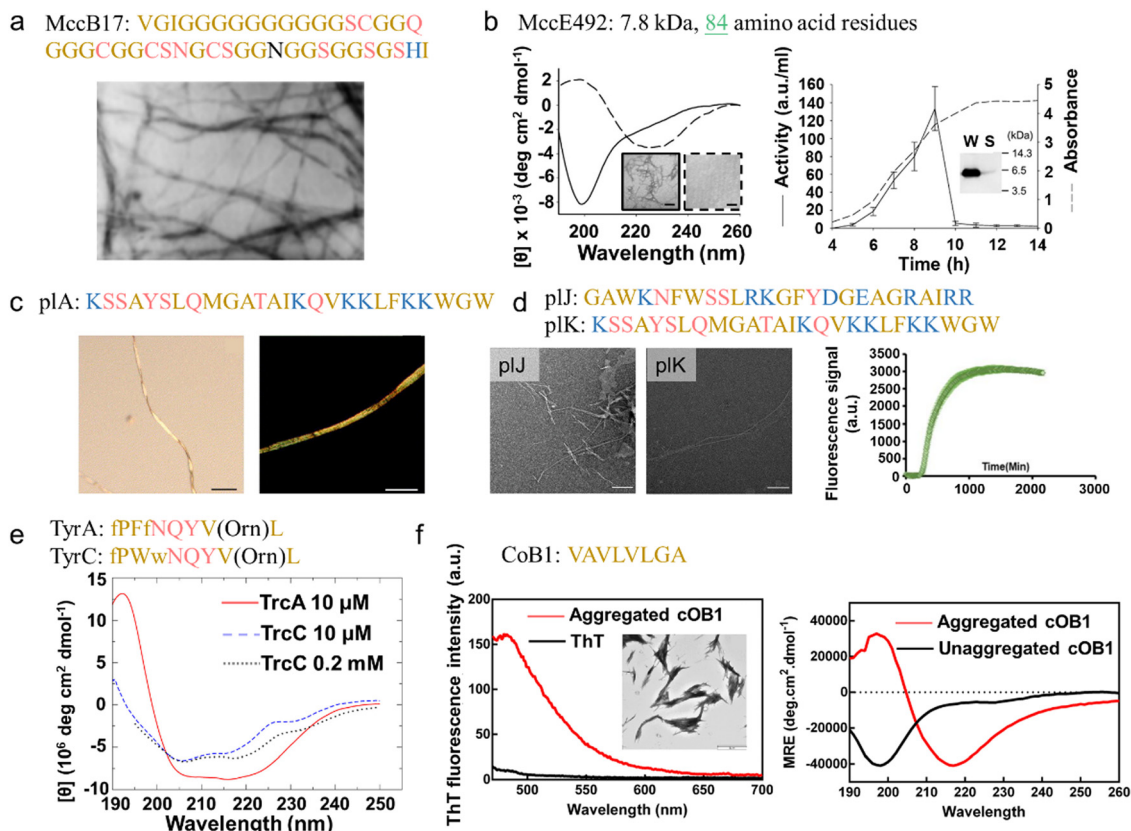 a
MccB17: VGIGGGGGGGGGGGSCGGQ
GGGCGGCSNGCSGGNGGSGGSGSHI
b
MccE492: 7.8 kDa, 84 amino acid residues
[θ] x 10⁻³ (deg cm² dmol⁻¹)
2
0
-2
-4
-6
-8
200
220
240
260
Wavelength (nm)
Activity (a.u./ml)
160
140
120
100
80
60
40
20
0
4
6
8
10
12
14
Time (h)
W S
(kDa)
14.3
6.5
3.5
5
4
3
2
1
0
Absorbance
c
plA: KSSAYSLQMGATAIKQVKKLFKKWGW
d
plJ: GAWKNFWSSLRKGFYDGEAGRAIRR
plK: KSSAYSLQMGATAIKQVKKLFKKWGW
plJ
plK
Fluorescence signal
(a.u.)
3500
3000
2500
2000
1500
1000
500
0
Time(Min)
0
1000
2000
3000
e
TyrA: fPFfNQYV(Orn)L
TyrC: fPWwNQYV(Orn)L
[θ] (10⁶ deg cm² dmol⁻¹)
15
10
5
0
-5
-10
TrcA 10 µM
TrcC 10 µM
TrcC 0.2 mM
190
200
210
220
230
240
250
Wavelength (nm)
f
CoB1: VAVLVLGA
ThT fluorescence intensity (a.u.)
200
150
100
50
0
Aggregated cOB1
ThT
500
550
600
650
700
Wavelength (nm)
MRE (deg.cm².dmol⁻¹)
40000
20000
0
-20000
-40000
Aggregated cOB1
Unaggregated cOB1
190
200
210
220
230
240
250
260
Wavelength (nm)